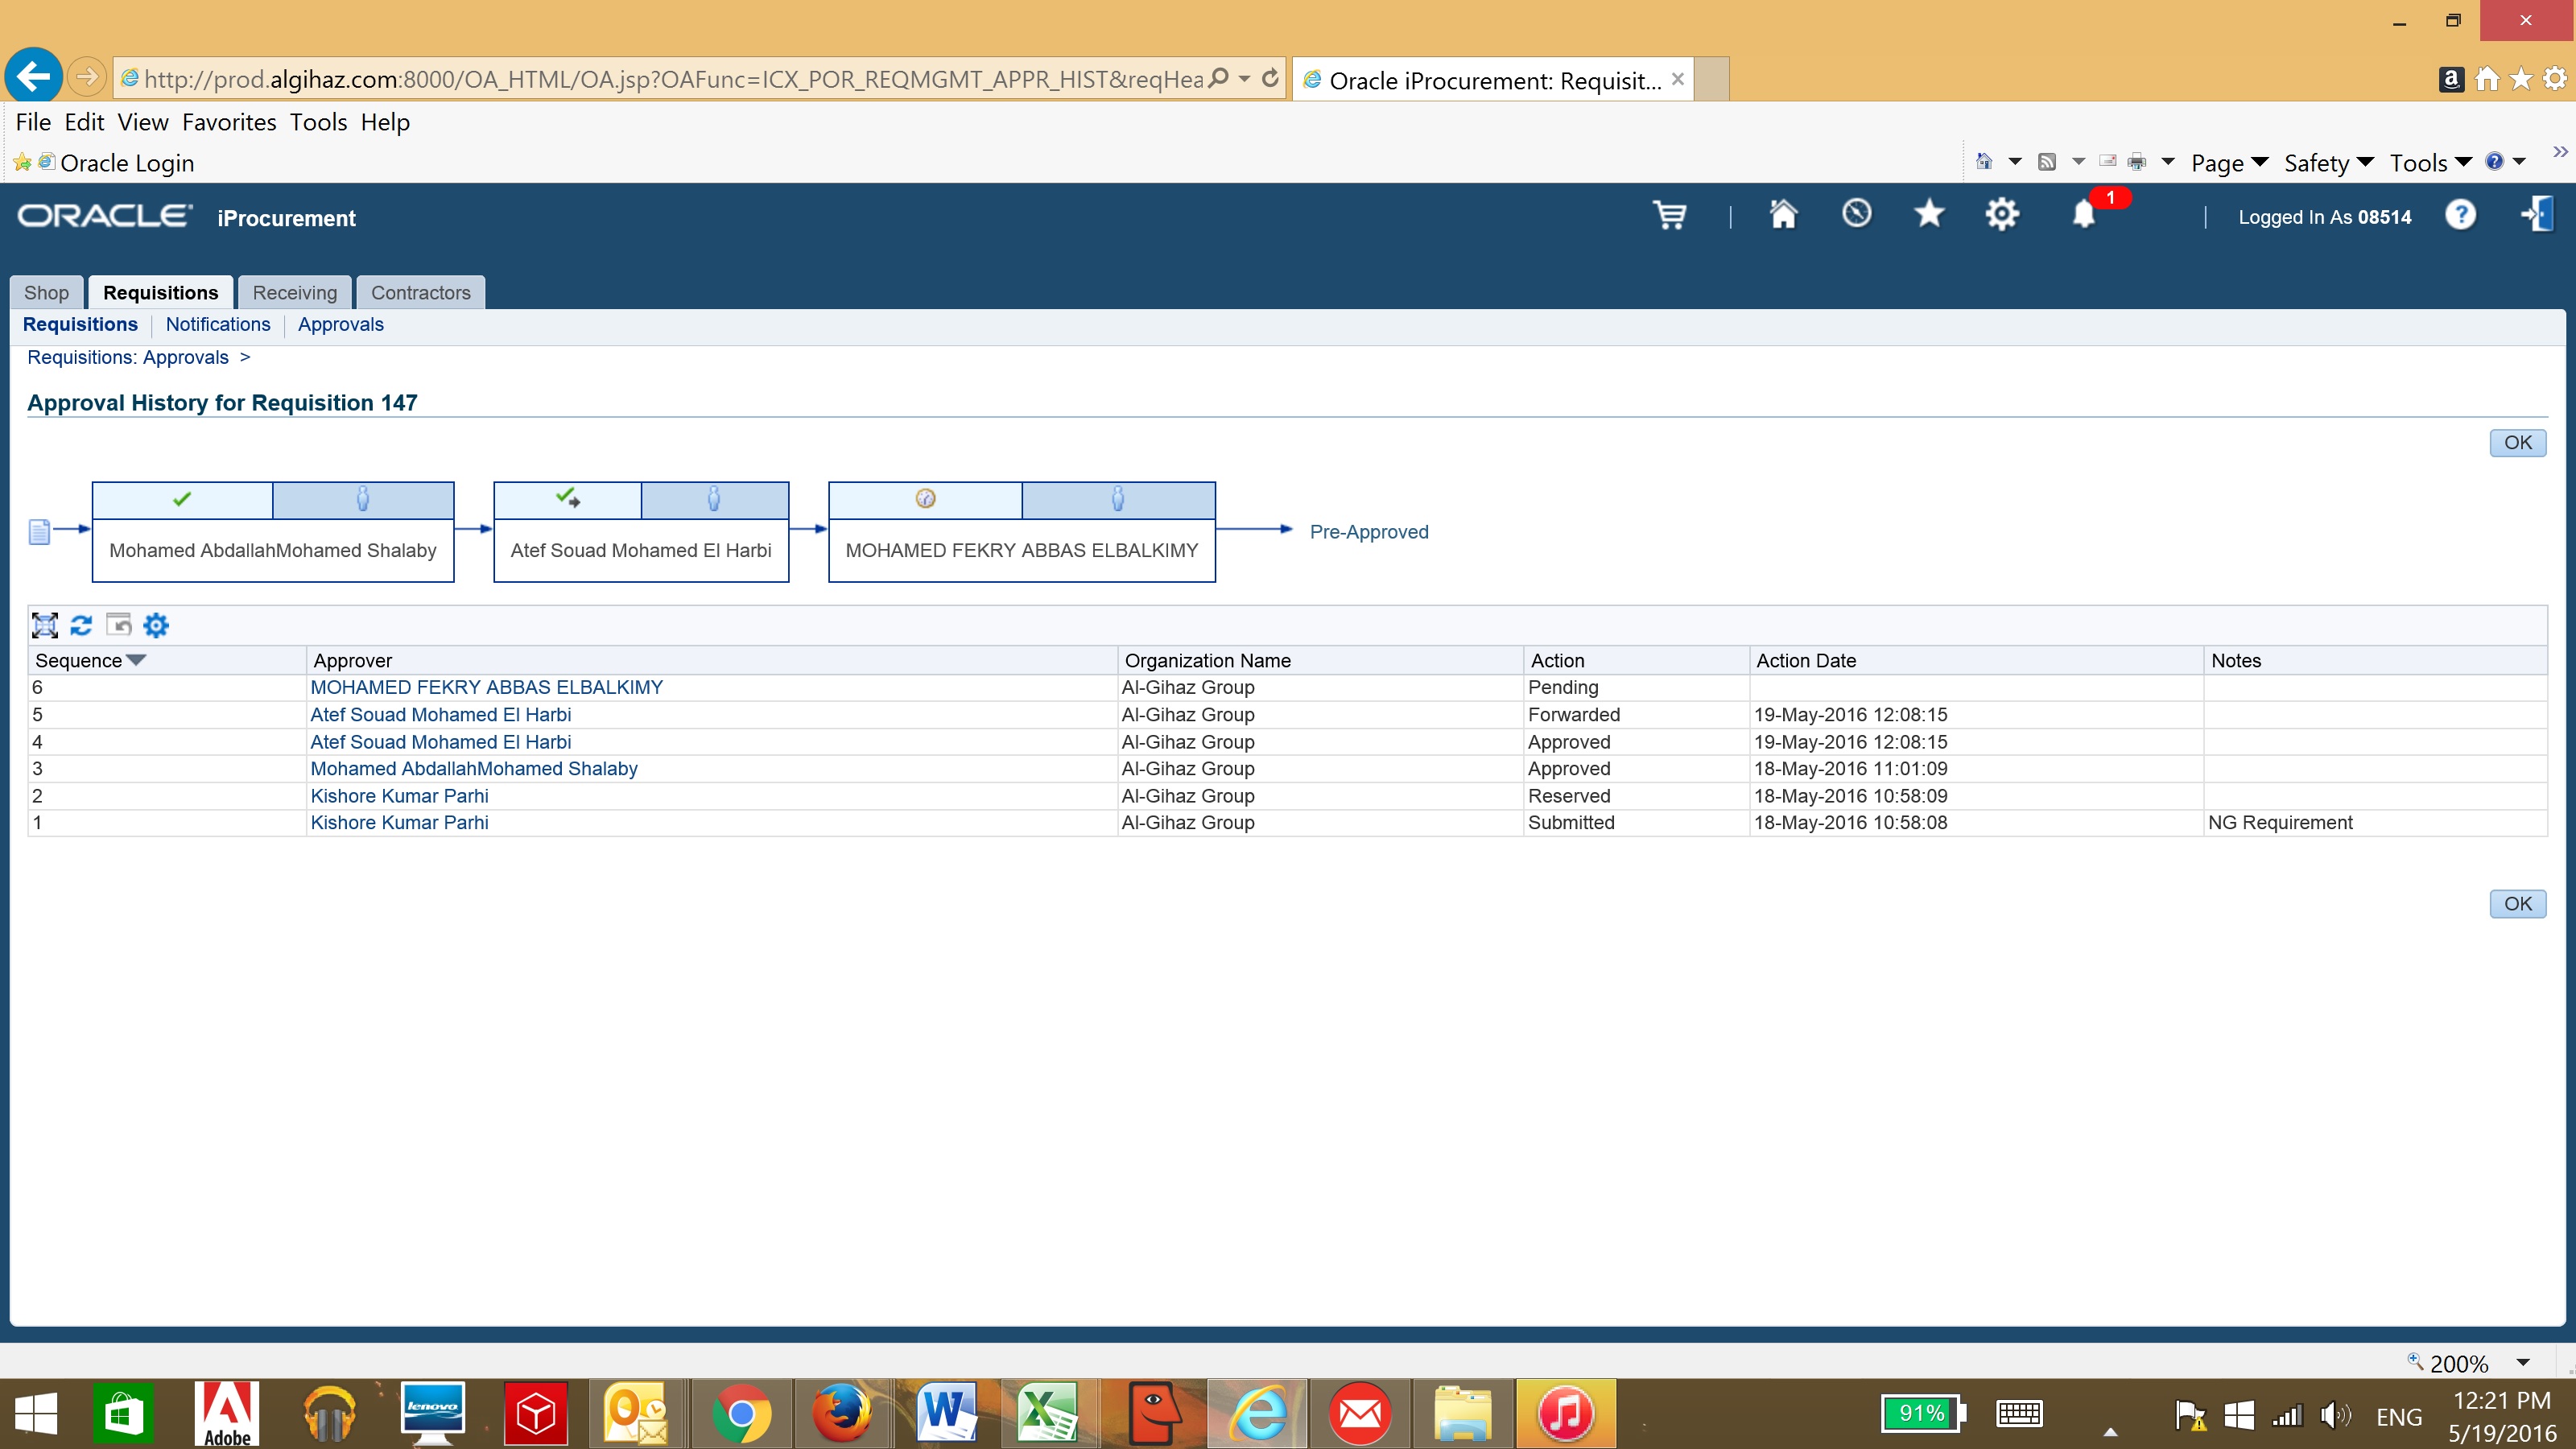 http://prod.algihaz.com:8000/OA_HTML/OA.jsp?OAFunc=ICX_POR_REQMGMT_APPR_HIST&reqHea
Oracle iProcurement: Requisit...
File Edit View Favorites Tools Help
Oracle Login
Page Safety Tools
ORACLE iProcurement
1
Logged In As 08514
Shop Requisitions Receiving Contractors
Requisitions Notifications Approvals
Requisitions: Approvals >
Approval History for Requisition 147
OK
Mohamed AbdallahMohamed Shalaby
Atef Souad Mohamed El Harbi
MOHAMED FEKRY ABBAS ELBALKIMY
Pre-Approved
Sequence Approver Organization Name Action Action Date Notes
6 MOHAMED FEKRY ABBAS ELBALKIMY Al-Gihaz Group Pending
5 Atef Souad Mohamed El Harbi Al-Gihaz Group Forwarded 19-May-2016 12:08:15
4 Atef Souad Mohamed El Harbi Al-Gihaz Group Approved 19-May-2016 12:08:15
3 Mohamed AbdallahMohamed Shalaby Al-Gihaz Group Approved 18-May-2016 11:01:09
2 Kishore Kumar Parhi Al-Gihaz Group Reserved 18-May-2016 10:58:09
1 Kishore Kumar Parhi Al-Gihaz Group Submitted 18-May-2016 10:58:08 NG Requirement
OK
200%
Adobe
lenovo
91%
ENG
12:21 PM
5/19/2016